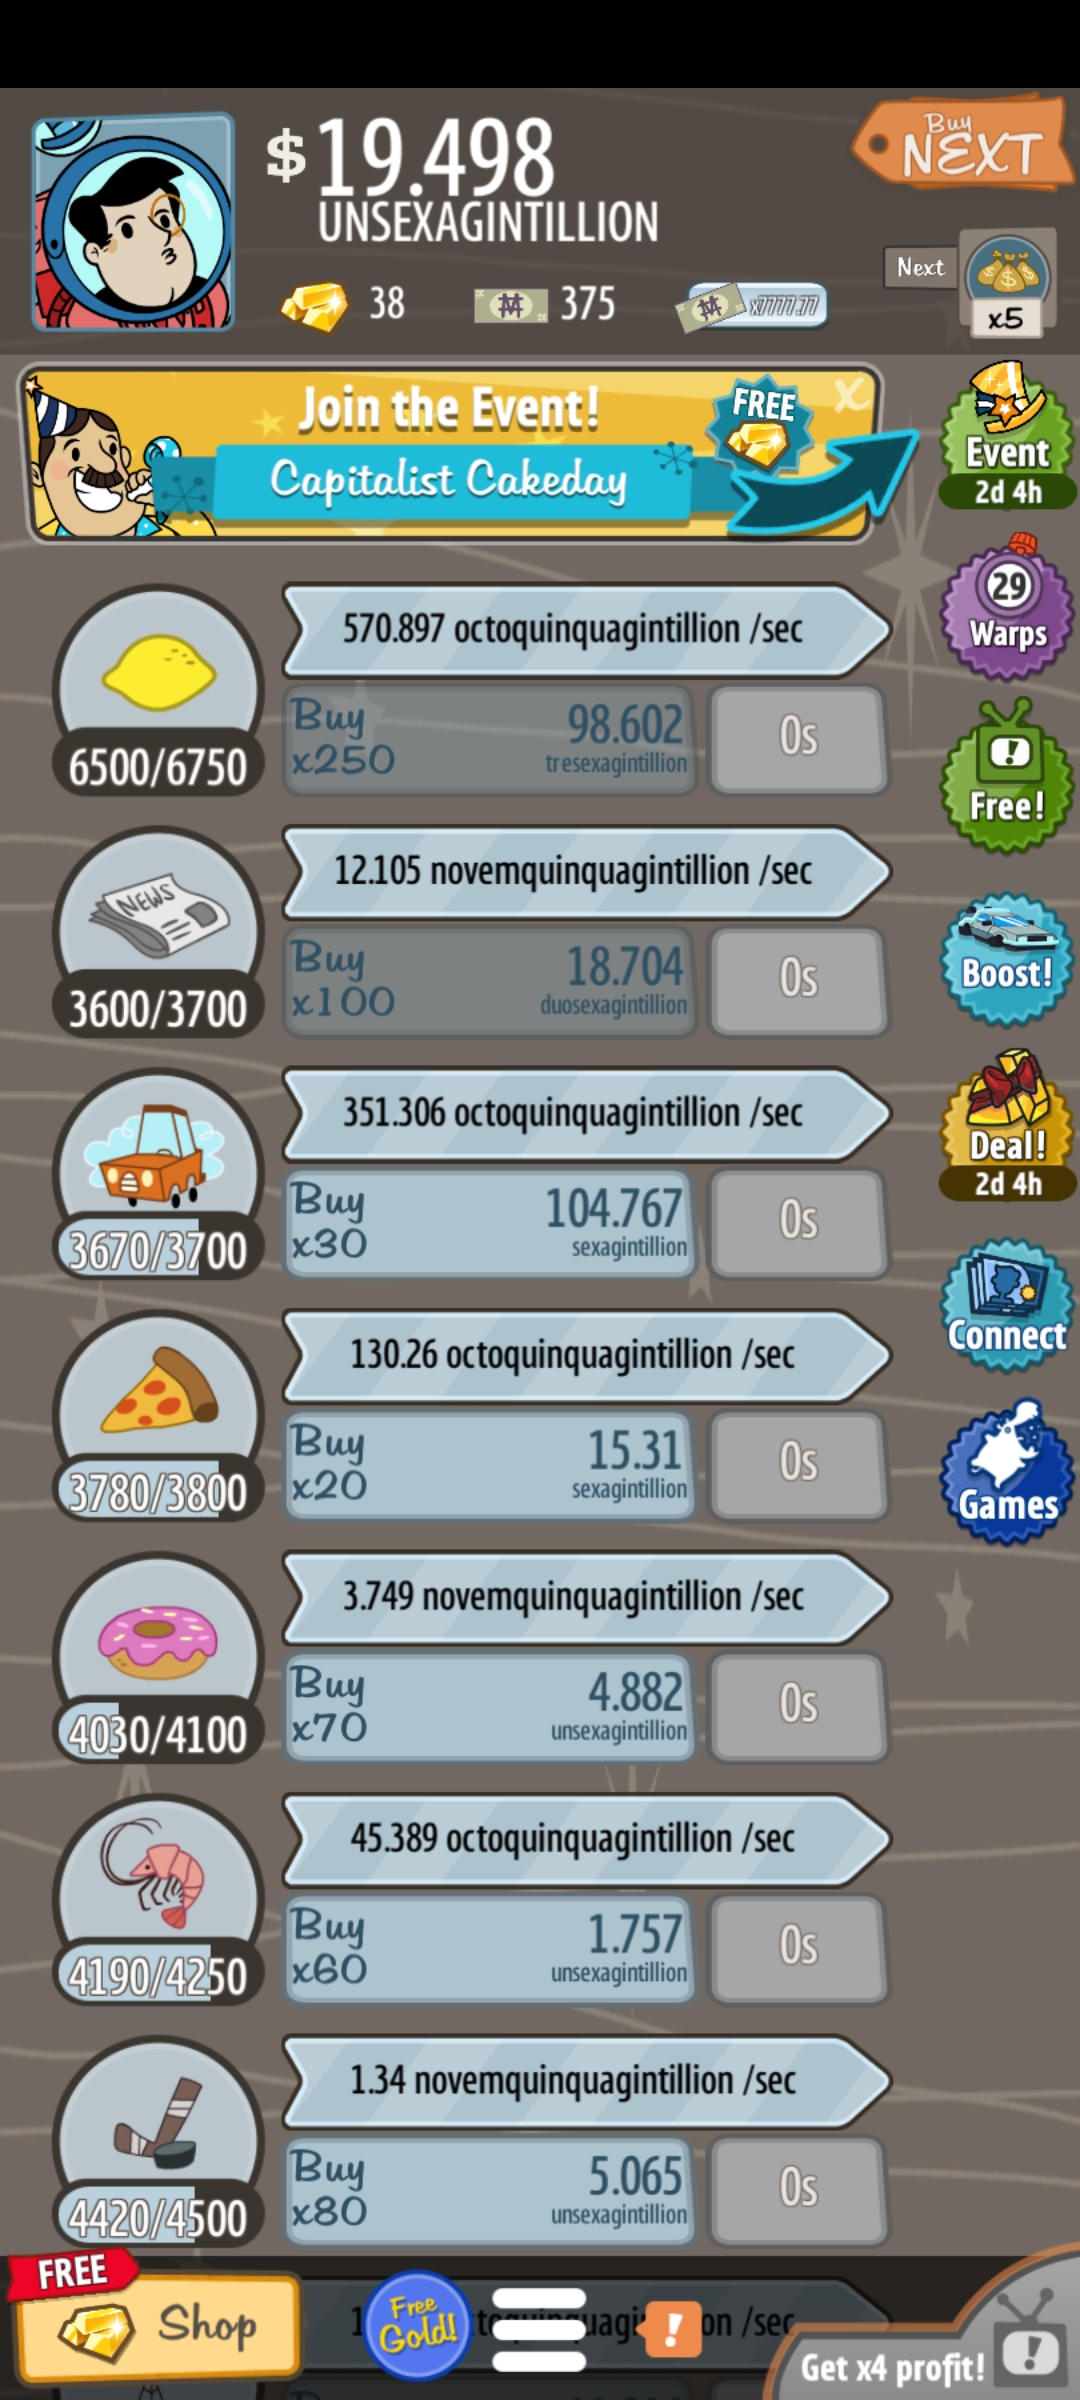 $ 19.498
UNSEXAGINTILLION
Buy
NEXT
38
375
x7777.77
Next
x5
Join the Event!
Capitalist Cakeday
FREE
X
Event
2d 4h
570.897 octoquinquagintillion /sec
6500/6750
Buy
x250
98.602
tresexagintillion
0s
29
Warps
Free!
12.105 novemquinquagintillion /sec
NEWS
3600/3700
Buy
x100
18.704
duosexagintillion
0s
Boost!
351.306 octoquinquagintillion /sec
3670/3700
Buy
x30
104.767
sexagintillion
0s
Deal!
2d 4h
130.26 octoquinquagintillion /sec
3780/3800
Buy
x20
15.31
sexagintillion
0s
Connect
Games
3.749 novemquinquagintillion /sec
4030/4100
Buy
x70
4.882
unsexagintillion
0s
45.389 octoquinquagintillion /sec
4190/4250
Buy
x60
1.757
unsexagintillion
0s
1.34 novemquinquagintillion /sec
4420/4500
Buy
x80
5.065
unsexagintillion
0s
FREE
Shop
Free
Gold!
!
/sec
Get x4 profit!
!